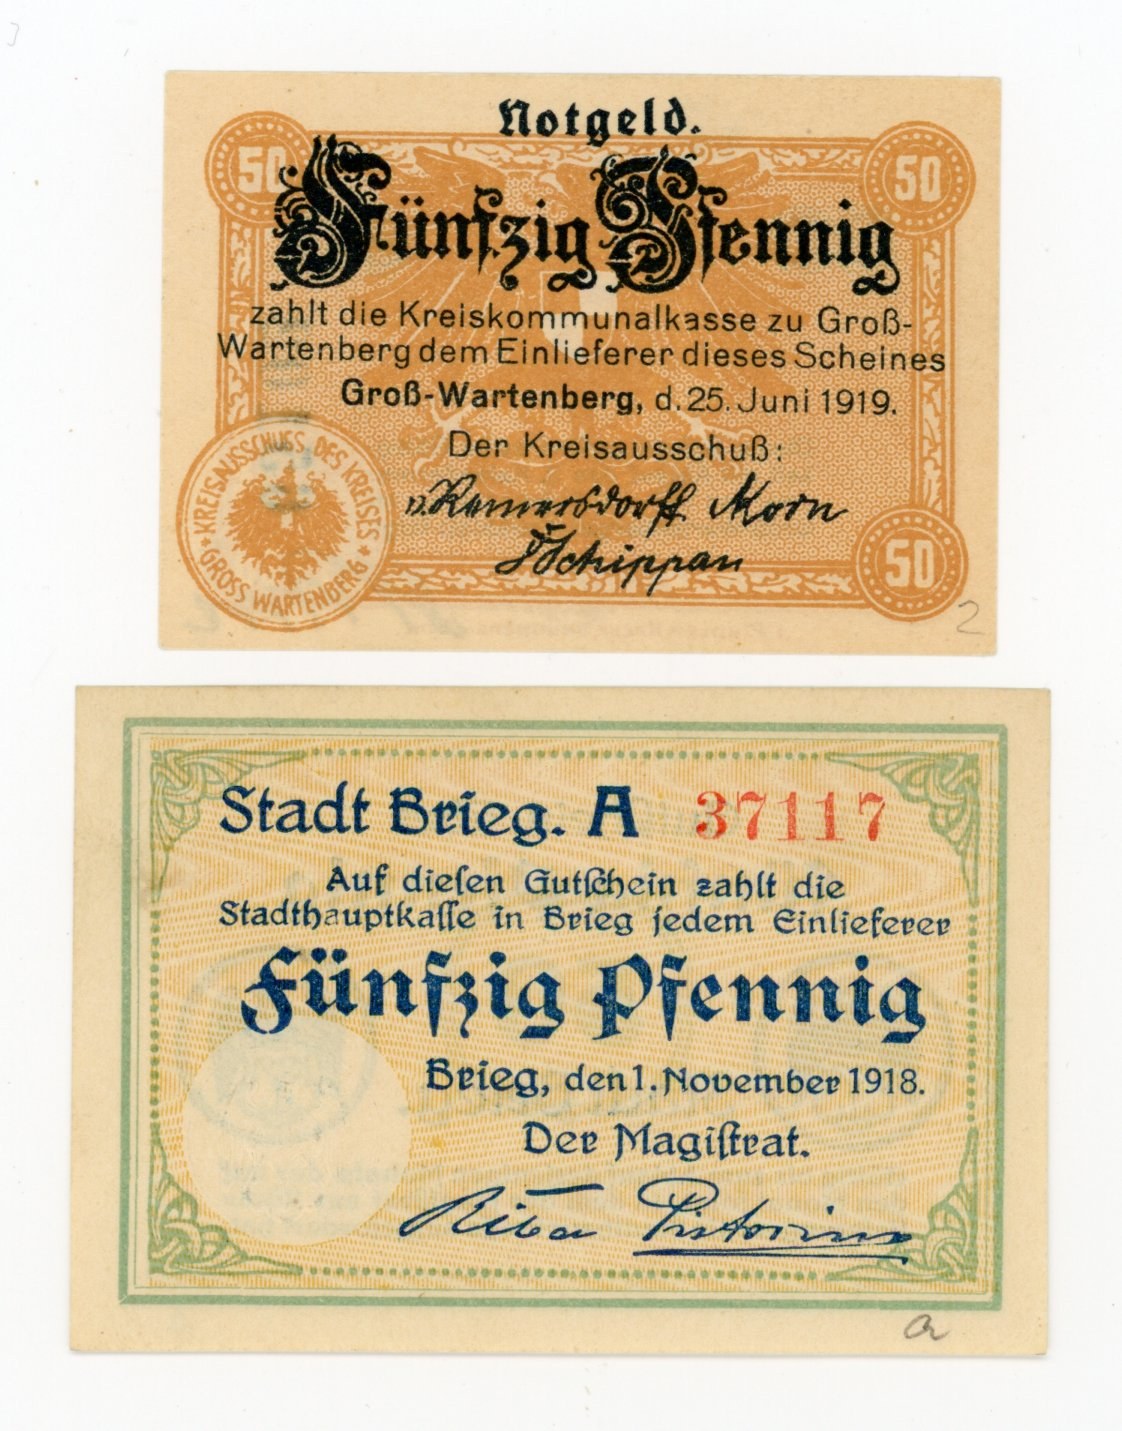 Notgeld.
50
50
Fünfzig Pfennig
zahlt die Kreiskommunalkasse zu Groß-
Wartenberg dem Einlieferer dieses Scheines
Groß-Wartenberg, d. 25. Juni 1919.
Der Kreisausschuß:
Schippan
KREISAUSSCHUSS DES KREISES
* GROSS WARTENBERG *
50
2
Stadt Brieg. A 37117
Auf dieſen Gutſchein zahlt die
Stadthauptkaſſe in Brieg jedem Einlieferer
Fünfzig Pfennig
Brieg, den 1. November 1918.
Der Magiſtrat.
Pistorius